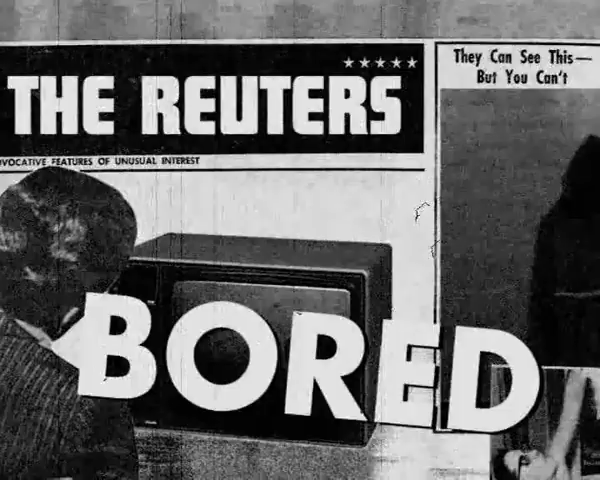 ★★★★★
THE REUTERS
VOCATIVE FEATURES OF UNUSUAL INTEREST
They Can See This—
But You Can't
BORED